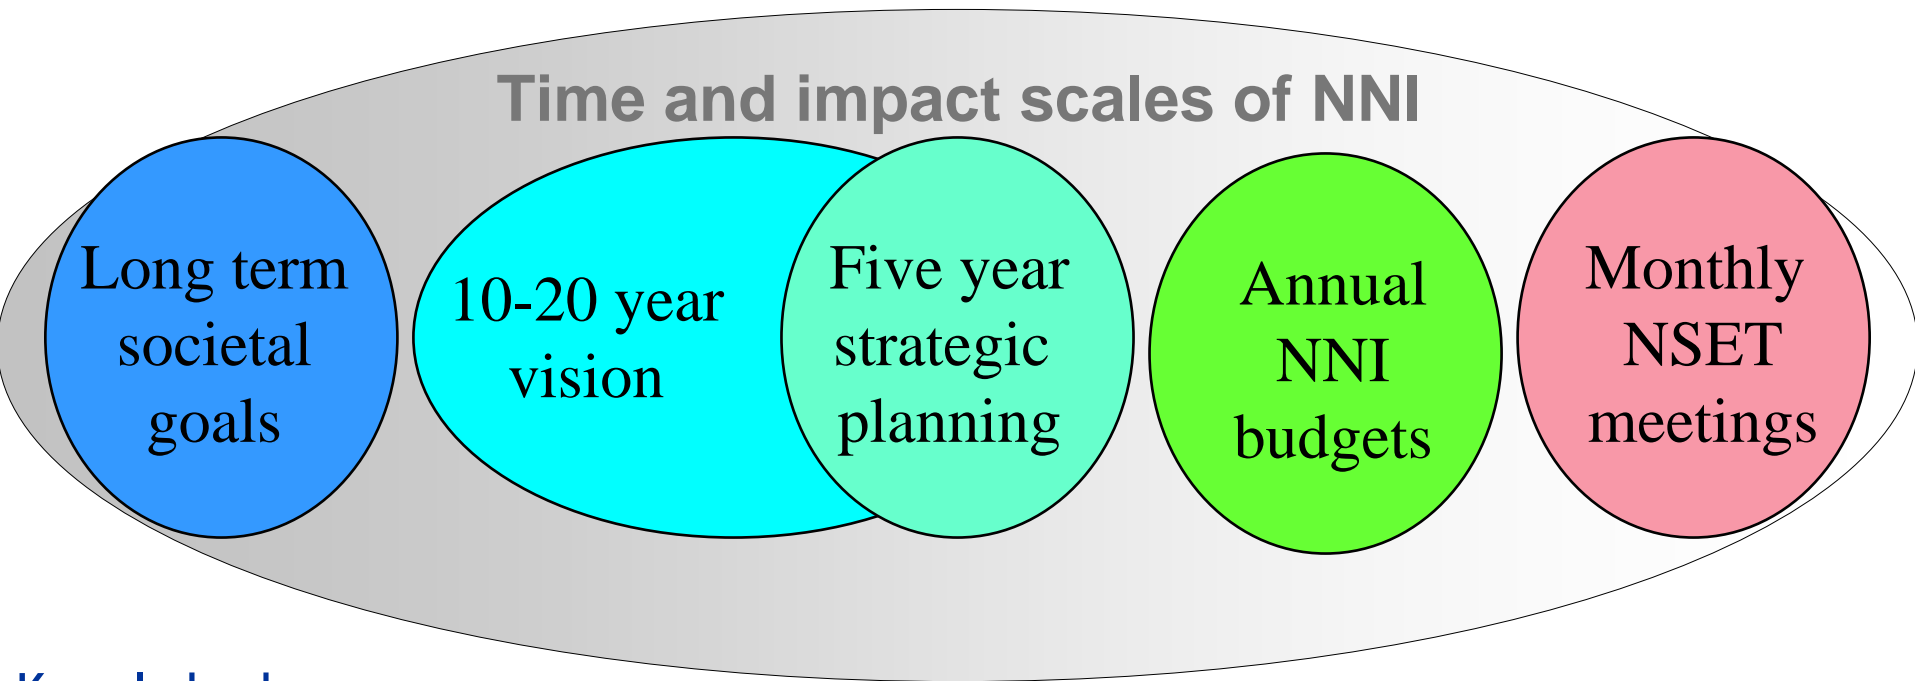 Time and impact scales of NNI
Long term
societal
goals
10-20 year
vision
Five year
strategic
planning
Annual
NNI
budgets
Monthly
NSET
meetings